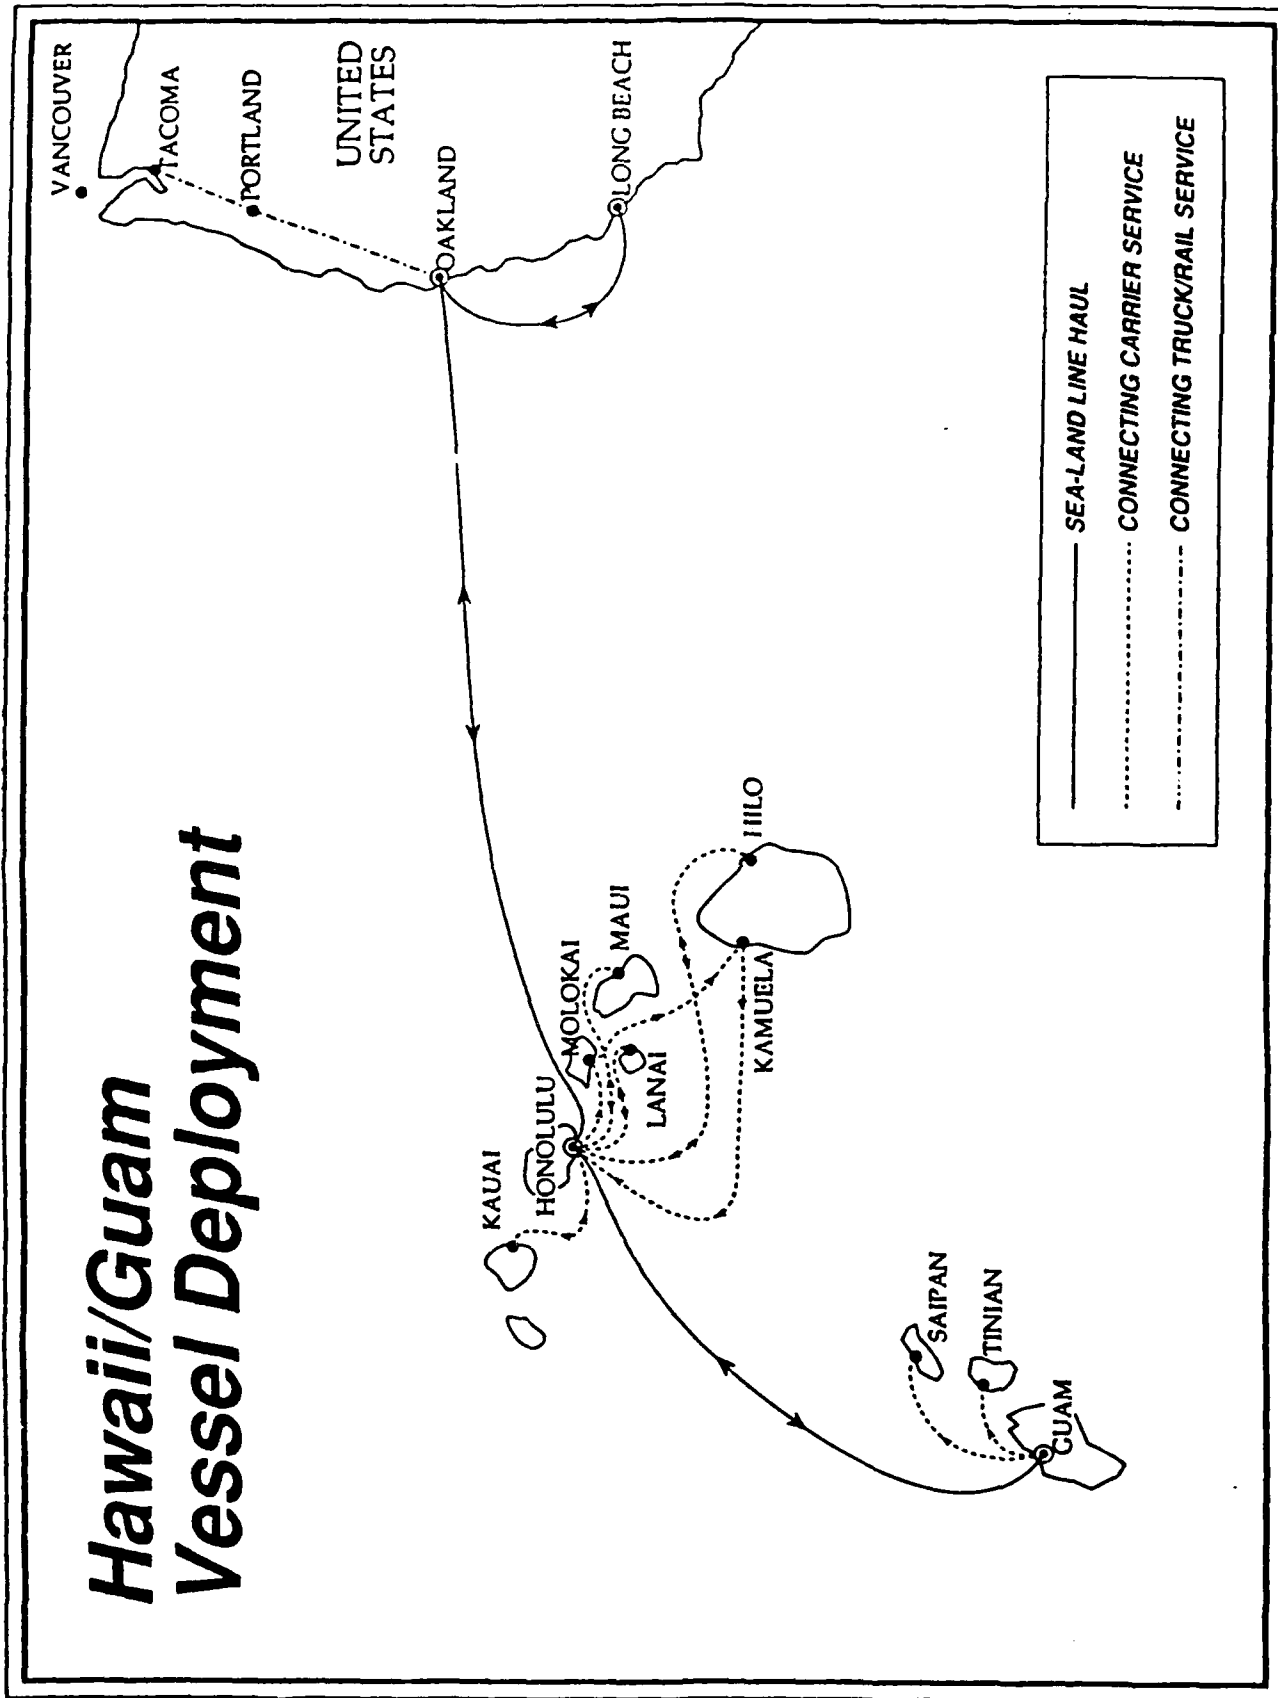 Hawaii/Guam
Vessel Deployment
VANCOUVER
TACOMA
PORTLAND
UNITED
STATES
OAKLAND
LONG BEACH
KAUAI
HONOLULU
MOLOKAI
MAUI
LANAI
HILO
KAMUELA
SAIPAN
TINIAN
GUAM
SEA-LAND LINE HAUL
CONNECTING CARRIER SERVICE
CONNECTING TRUCK/RAIL SERVICE